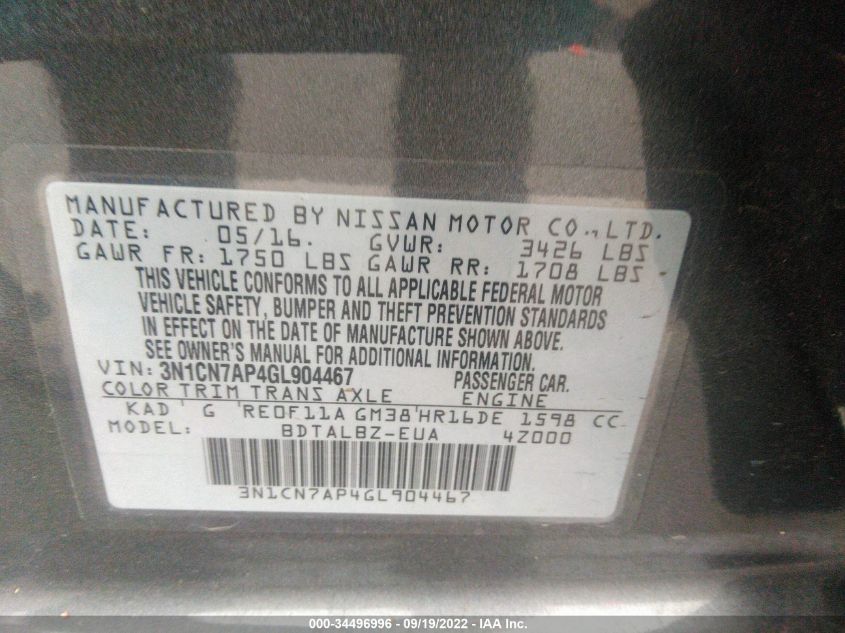 MANUFACTURED BY NISSAN MOTOR CO., LTD.
DATE: 05/16. GVWR: 3426 LBS
GAWR FR: 1750 LBS GAWR RR: 1708 LBS
THIS VEHICLE CONFORMS TO ALL APPLICABLE FEDERAL MOTOR
VEHICLE SAFETY, BUMPER AND THEFT PREVENTION STANDARDS
IN EFFECT ON THE DATE OF MANUFACTURE SHOWN ABOVE.
SEE OWNER'S MANUAL FOR ADDITIONAL INFORMATION.
VIN: 3N1CN7AP4GL904467 PASSENGER CAR.
COLOR TRIM TRANS AXLE ENGINE
KAD G RE0F11A GM38 HR16DE 1598 CC
MODEL: BDTALBZ-EUA 4Z000
3N1CN7AP4GL904467
000-34496996 - 09/19/2022 - IAA Inc.